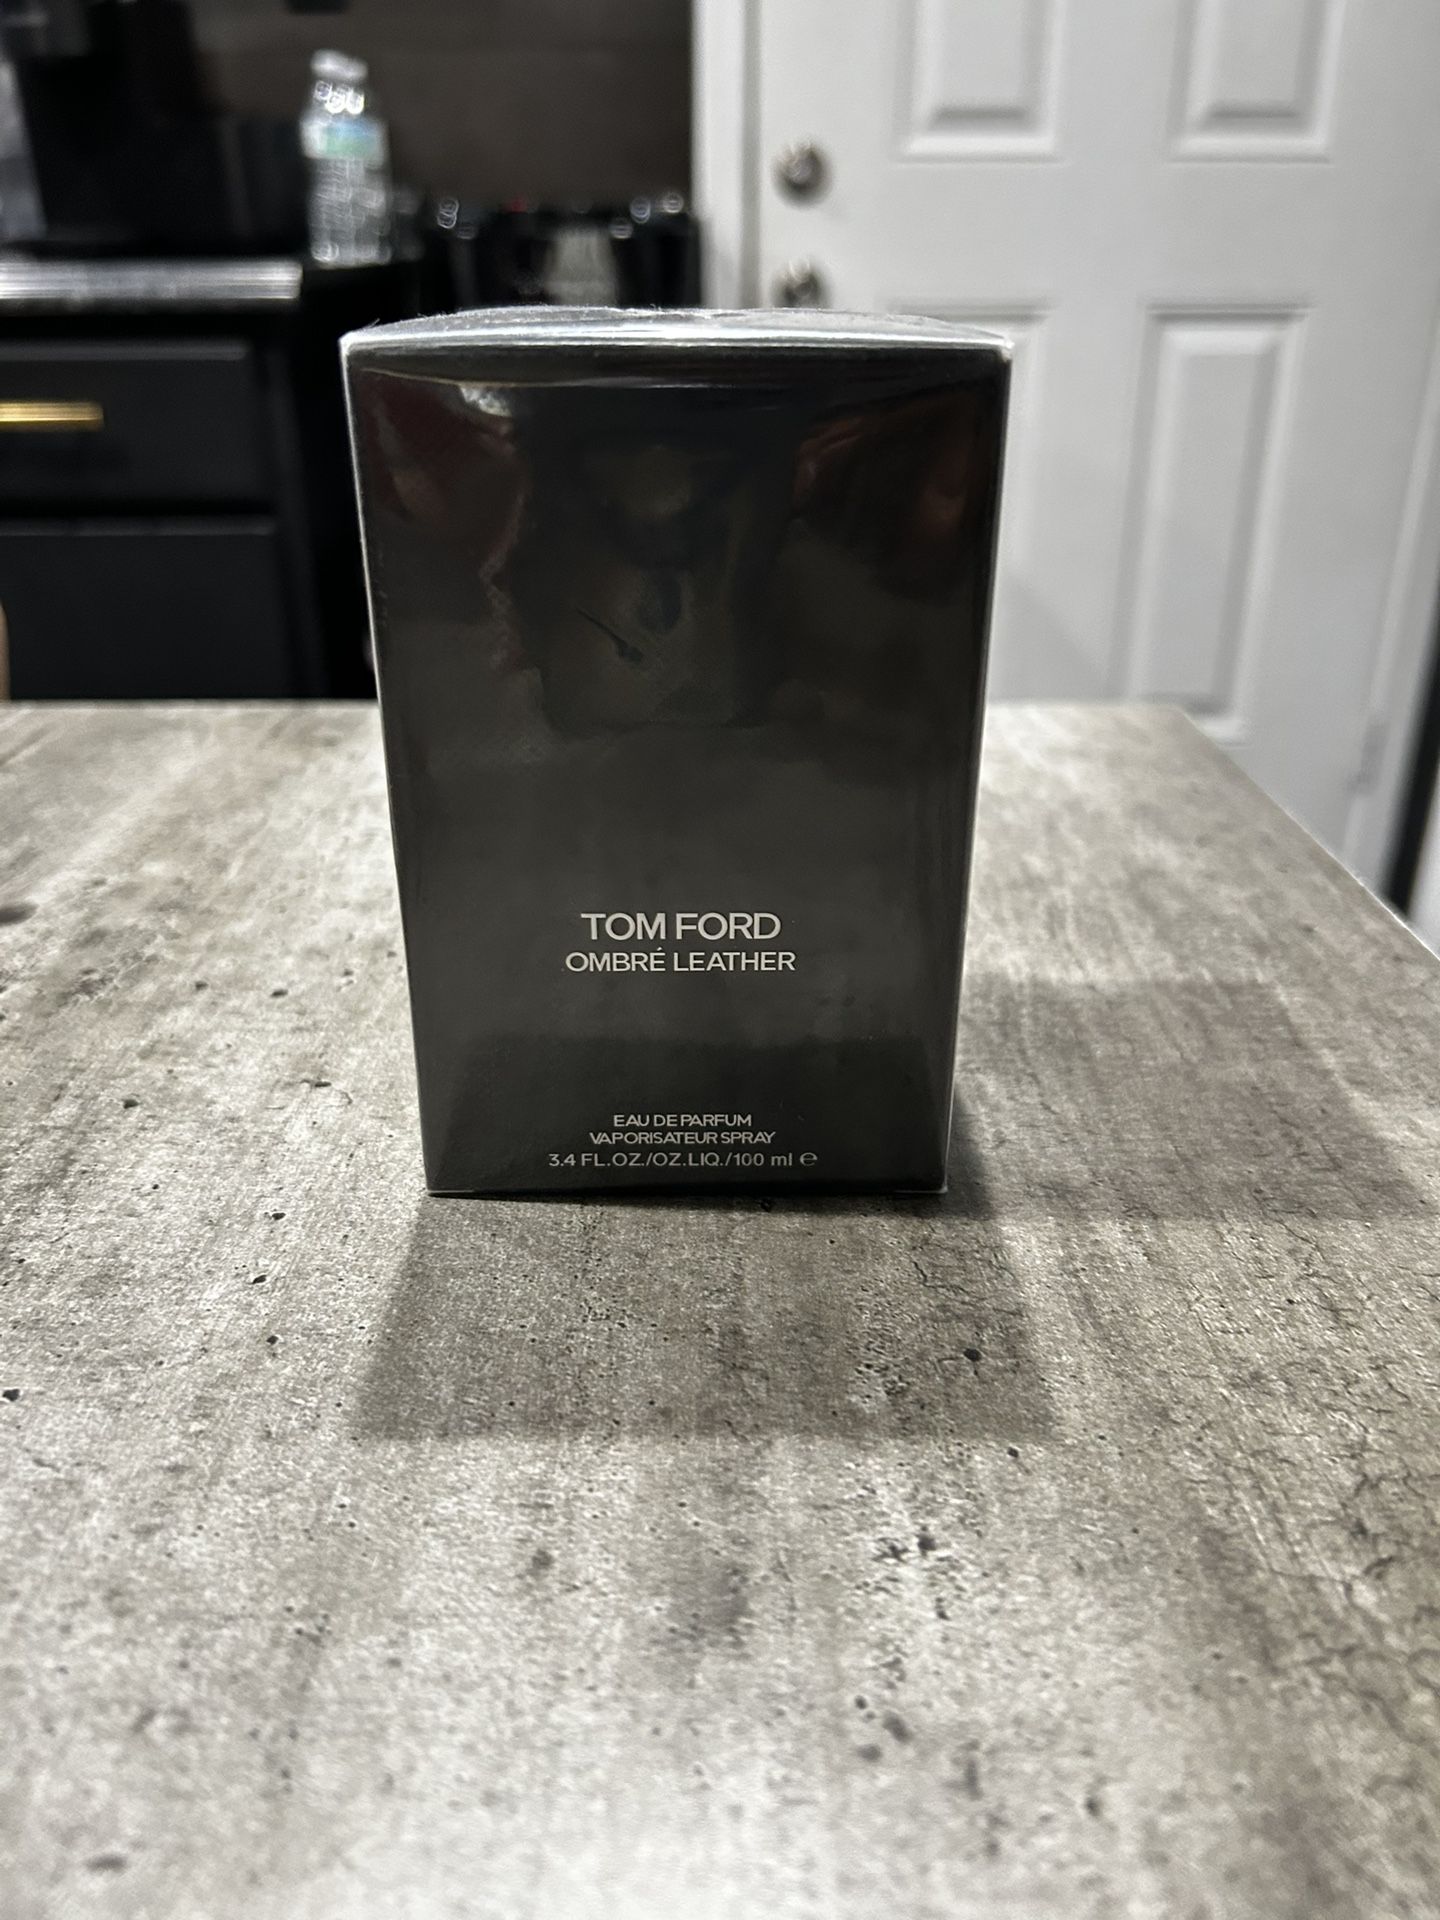 TOM FORD
OMBRÉ LEATHER
EAU DE PARFUM
VAPORISATEUR SPRAY
3.4 FL.OZ./OZ.LIQ./100 ml ℮